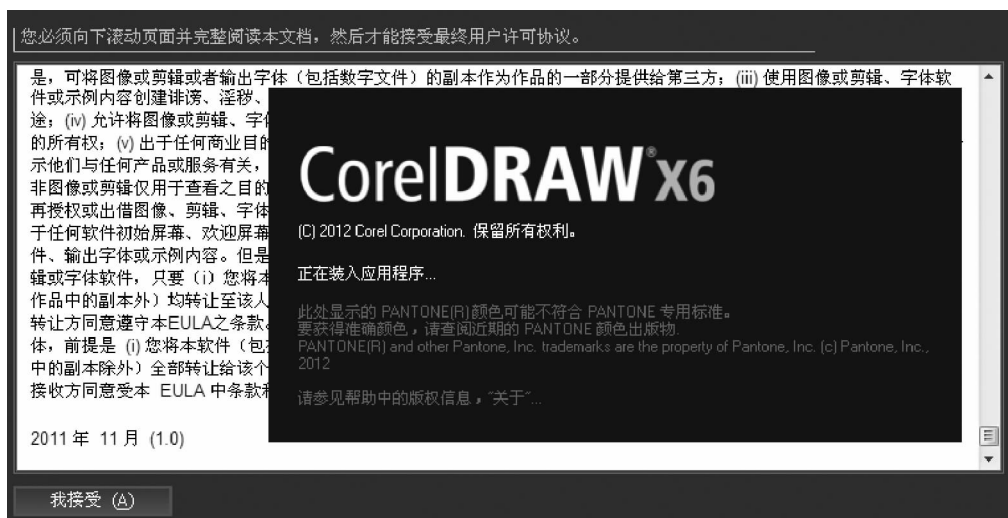 您必须向下滚动页面并完整阅读本文档，然后才能接受最终用户许可协议。
是，可将图像或剪辑或者输出字体（包括数字文件）的副本作为作品的一部分提供给第三方；(iii) 使用图像或剪辑、字体软
件或示例内容创建诽谤、淫秽、
途；(iv) 允许将图像或剪辑、字体
的所有权；(v) 出于任何商业目的
示他们与任何产品或服务有关，
非图像或剪辑仅用于查看之目的
再授权或出借图像、剪辑、字体
于任何软件初始屏幕、欢迎屏幕
件、输出字体或示例内容。但是
辑或字体软件，只要（i）您将本
作品中的副本外）均转让至该人
转让方同意遵守本EULA之条款。
体，前提是 (i) 您将本软件（包括
中的副本除外）全部转让给该个
接收方同意受本 EULA 中条款和
2011 年 11 月 (1.0)
CorelDRAW® X6
(C) 2012 Corel Corporation. 保留所有权利。
正在装入应用程序...
此处显示的 PANTONE(R)颜色可能不符合 PANTONE 专用标准。
要获得准确颜色，请查阅近期的 PANTONE 颜色出版物.
PANTONE(R) and other Pantone, Inc. trademarks are the property of Pantone, Inc. (c) Pantone, Inc.,
2012
请参见帮助中的版权信息，"关于"...
我接受 (A)